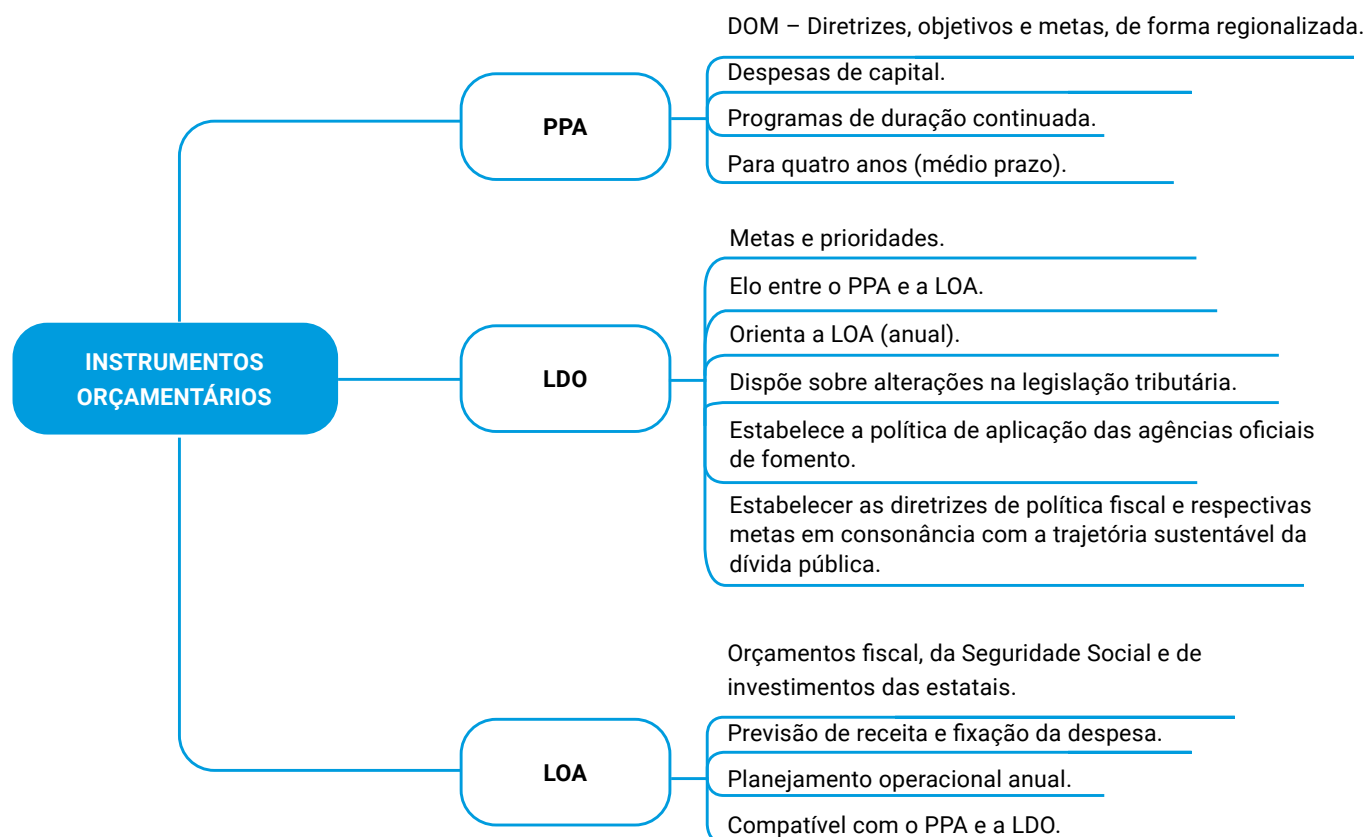 DOM – Diretrizes, objetivos e metas, de forma regionalizada.
Despesas de capital.
PPA
Programas de duração continuada.
Para quatro anos (médio prazo).
Metas e prioridades.
Elo entre o PPA e a LOA.
Orienta a LOA (anual).
INSTRUMENTOS
ORÇAMENTÁRIOS
LDO
Dispõe sobre alterações na legislação tributária.
Estabelece a política de aplicação das agências oficiais
de fomento.
Estabelecer as diretrizes de política fiscal e respectivas
metas em consonância com a trajetória sustentável da
dívida pública.
Orçamentos fiscal, da Seguridade Social e de
investimentos das estatais.
Previsão de receita e fixação da despesa.
LOA
Planejamento operacional anual.
Compatível com o PPA e a LDO.